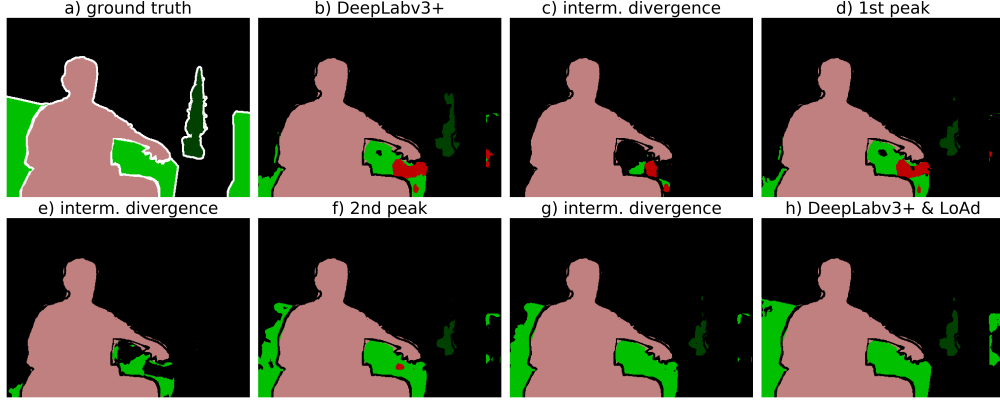 a) ground truth
b) DeepLabv3+
c) interm. divergence
d) 1st peak
e) interm. divergence
f) 2nd peak
g) interm. divergence
h) DeepLabv3+ & LoAd